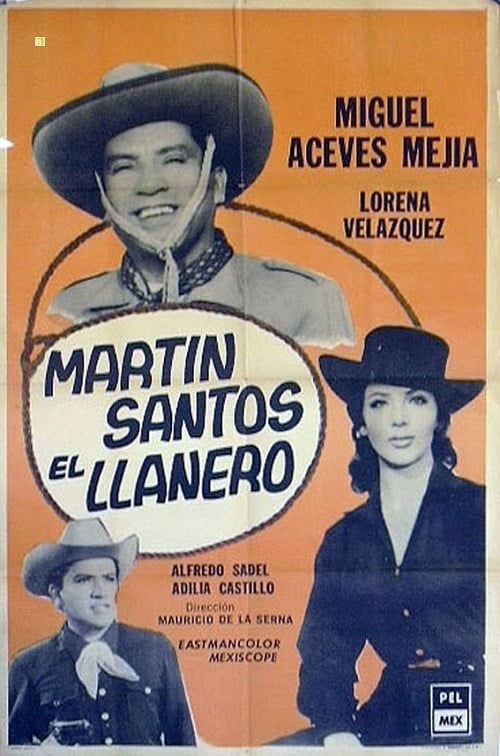 MIGUEL
ACEVES MEJIA
LORENA
VELAZQUEZ
MARTIN
SANTOS
EL LLANERO
ALFREDO SADEL
ADILIA CASTILLO
Dirección
MAURICIO DE LA SERNA
EASTMANCOLOR
MEXISCOPE
PEL
MEX